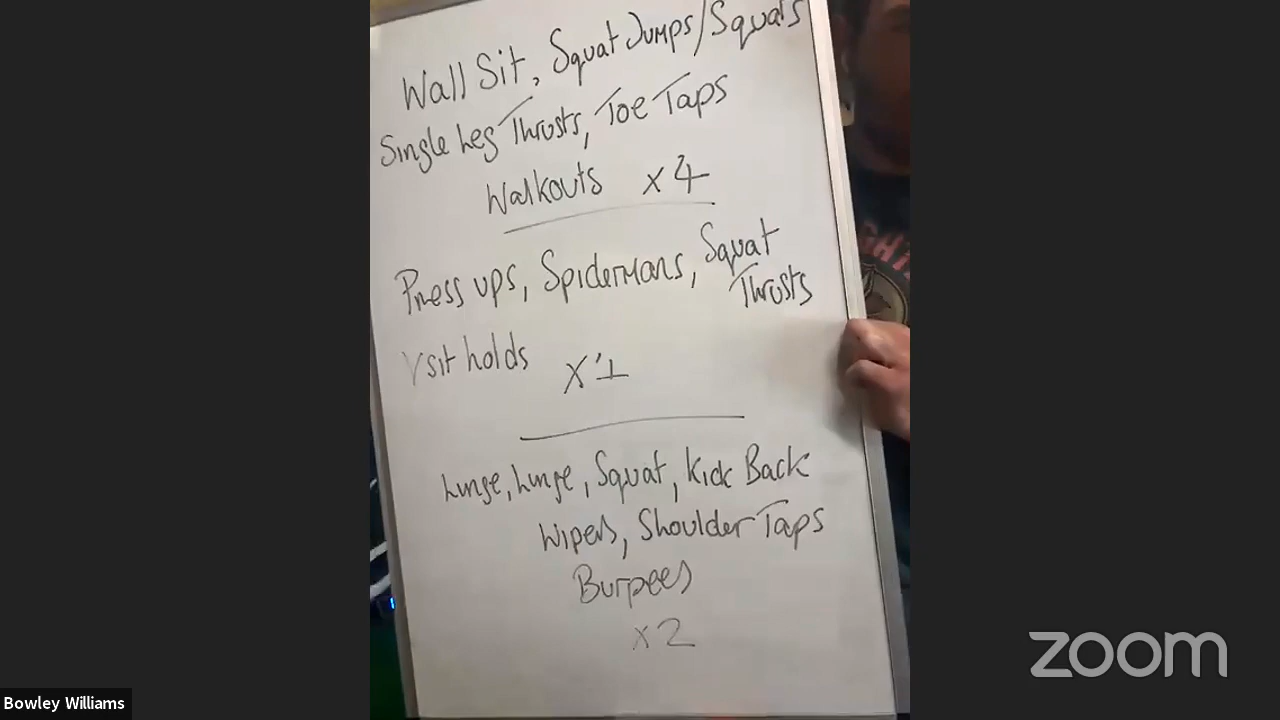 Wall Sit, Squat Jumps/Squats
Single Leg Thrusts, Toe Taps
Walkouts x4
Press ups, Spidermans, Squat
Thrusts
V sit holds x1
Lunge, Lunge, Squat, Kick Back
Wipers, Shoulder Taps
Burpees
x2
zoom
Bowley Williams